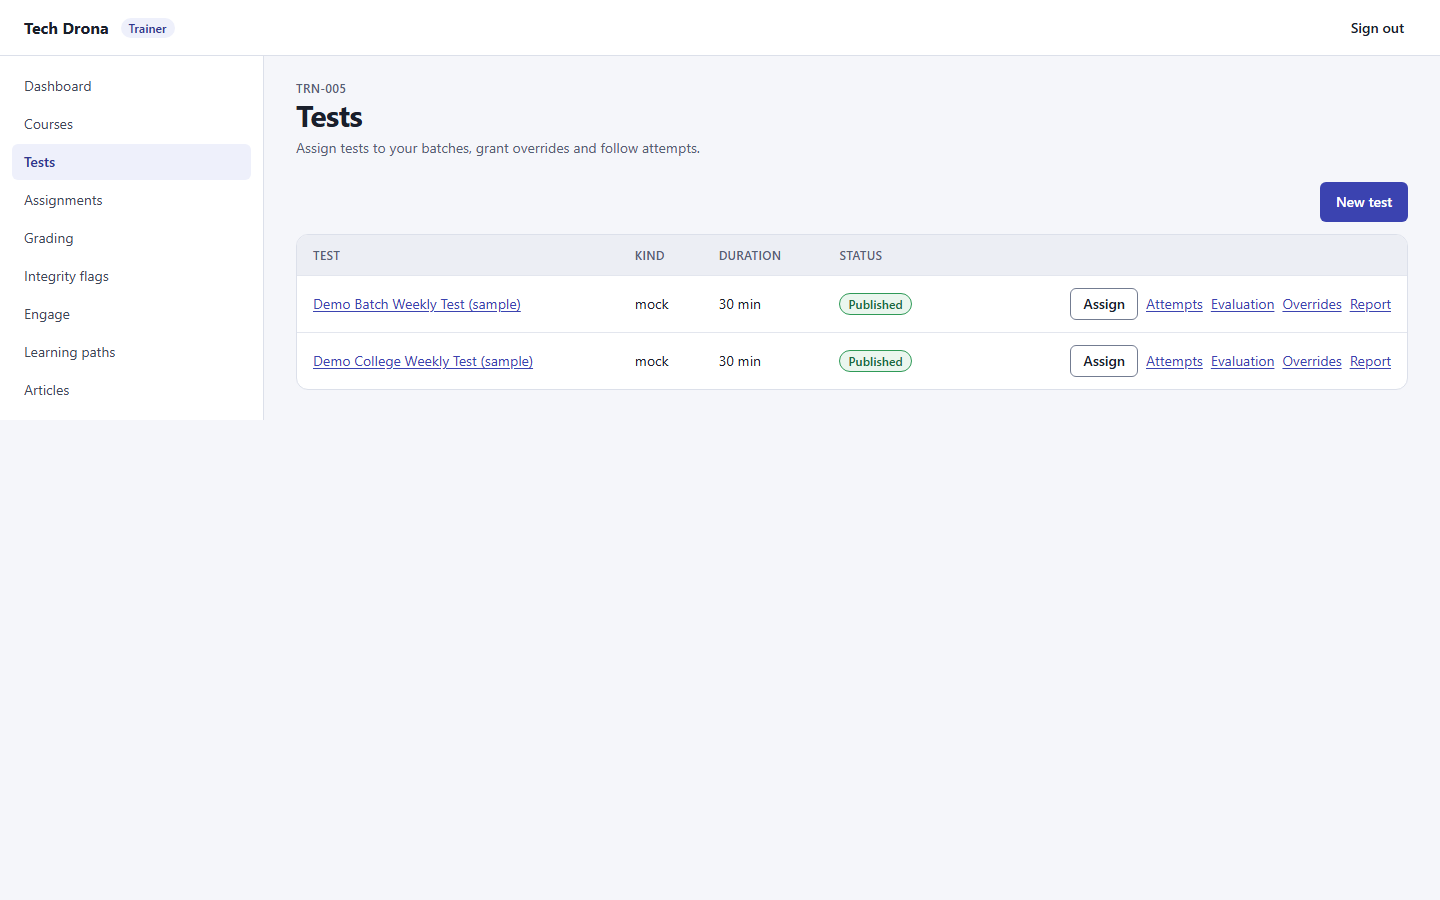 Tech Drona Trainer Sign out
Dashboard
Courses
Tests
Assignments
Grading
Integrity flags
Engage
Learning paths
Articles
TRN-005
Tests
Assign tests to your batches, grant overrides and follow attempts.
New test
TEST KIND DURATION STATUS
Demo Batch Weekly Test (sample) mock 30 min Published Assign Attempts Evaluation Overrides Report
Demo College Weekly Test (sample) mock 30 min Published Assign Attempts Evaluation Overrides Report